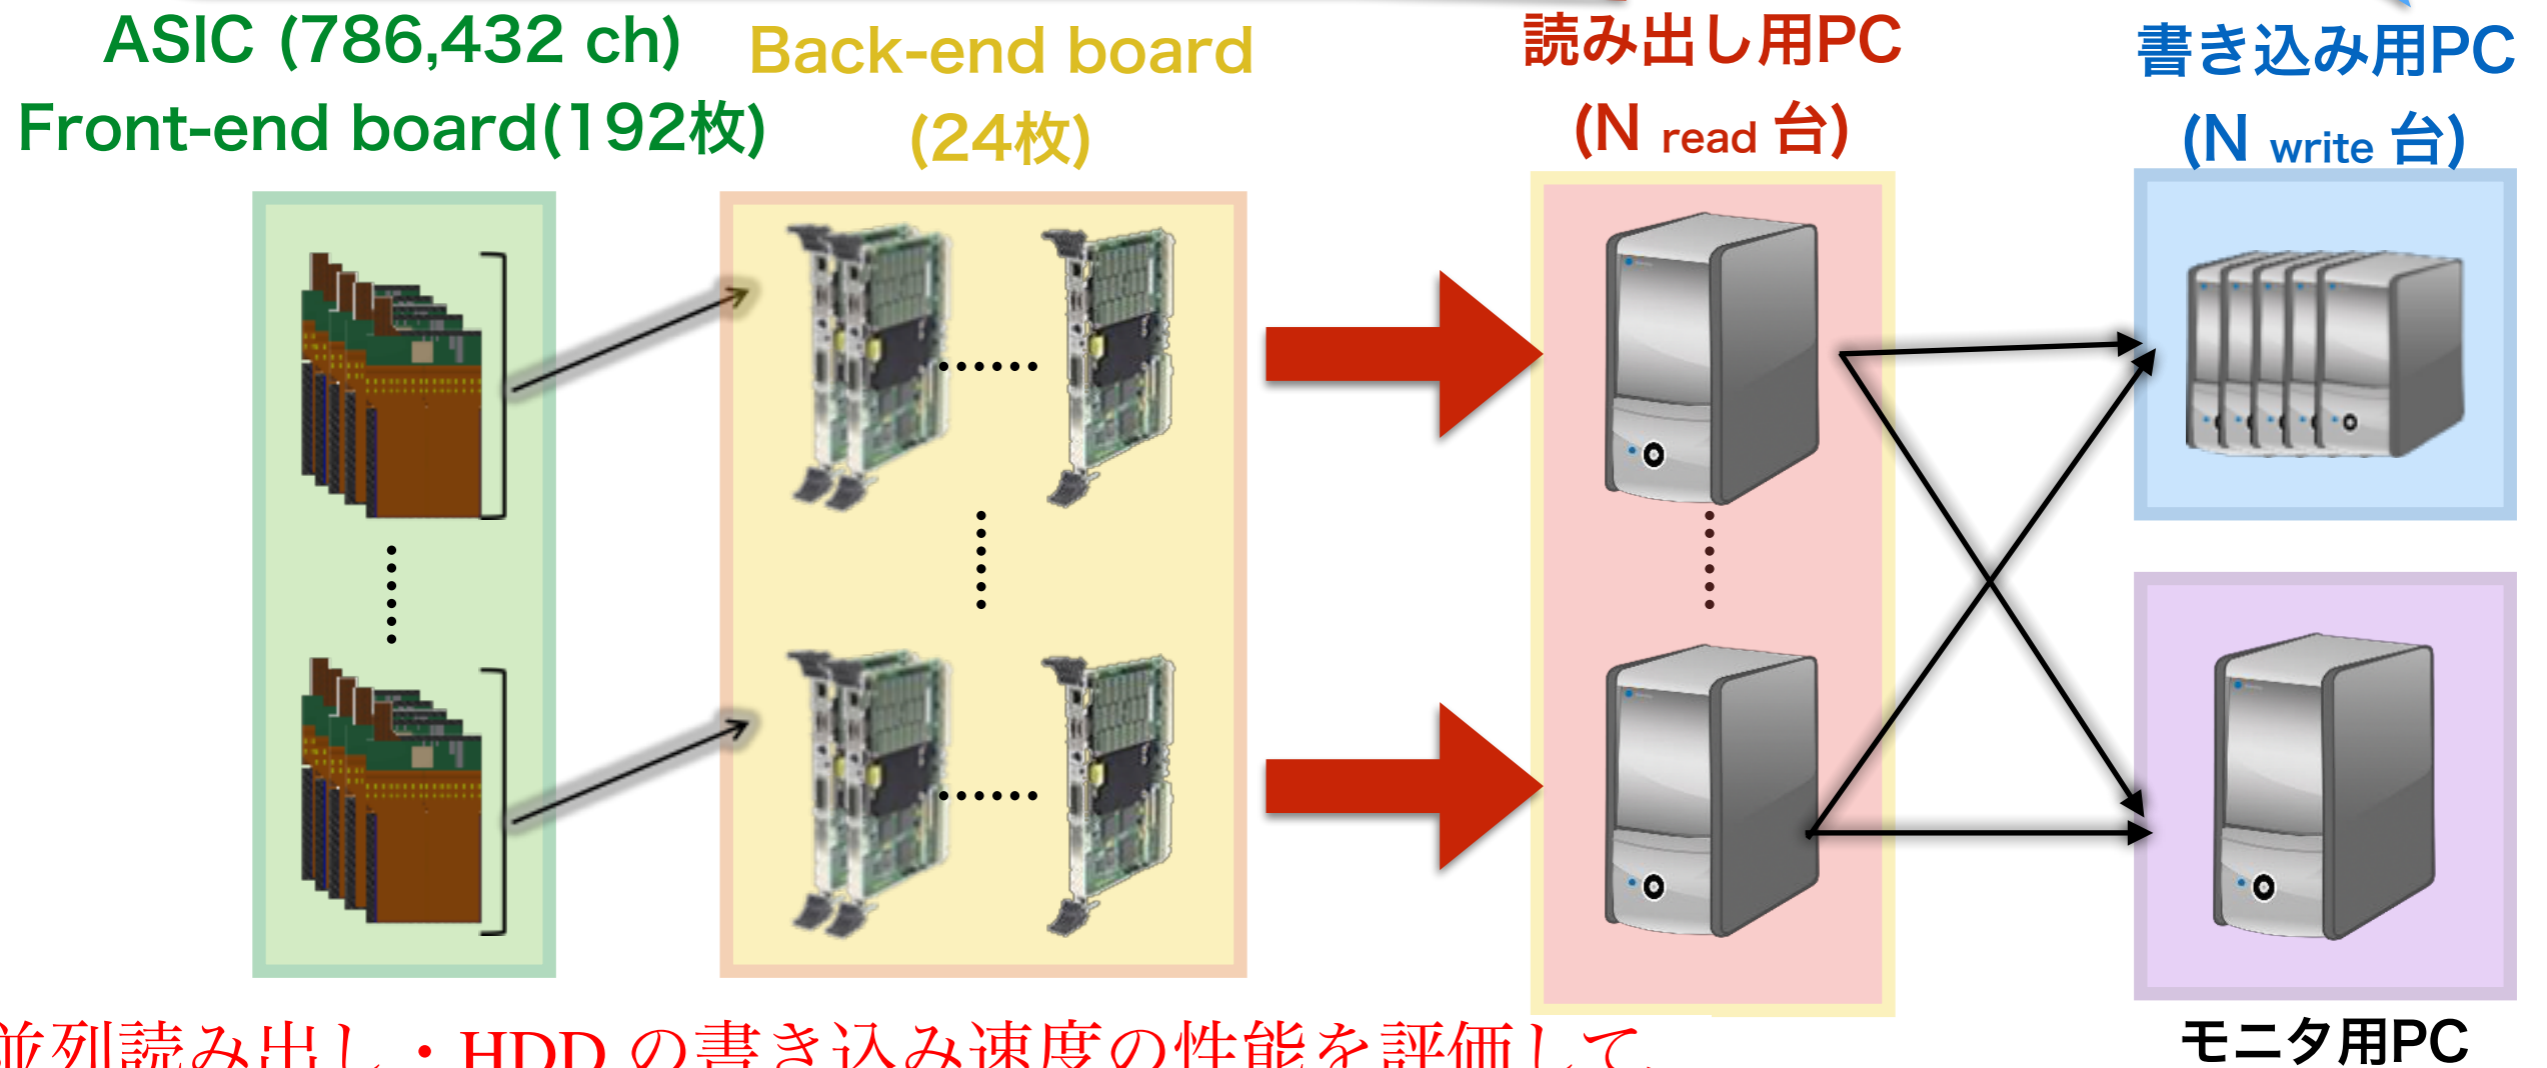 ASIC (786,432 ch)
Front-end board(192枚)
Back-end board
(24枚)
読み出し用PC
(N read 台)
書き込み用PC
(N write 台)
モニタ用PC
並列読み出し・HDD の書き込み速度の性能を評価して